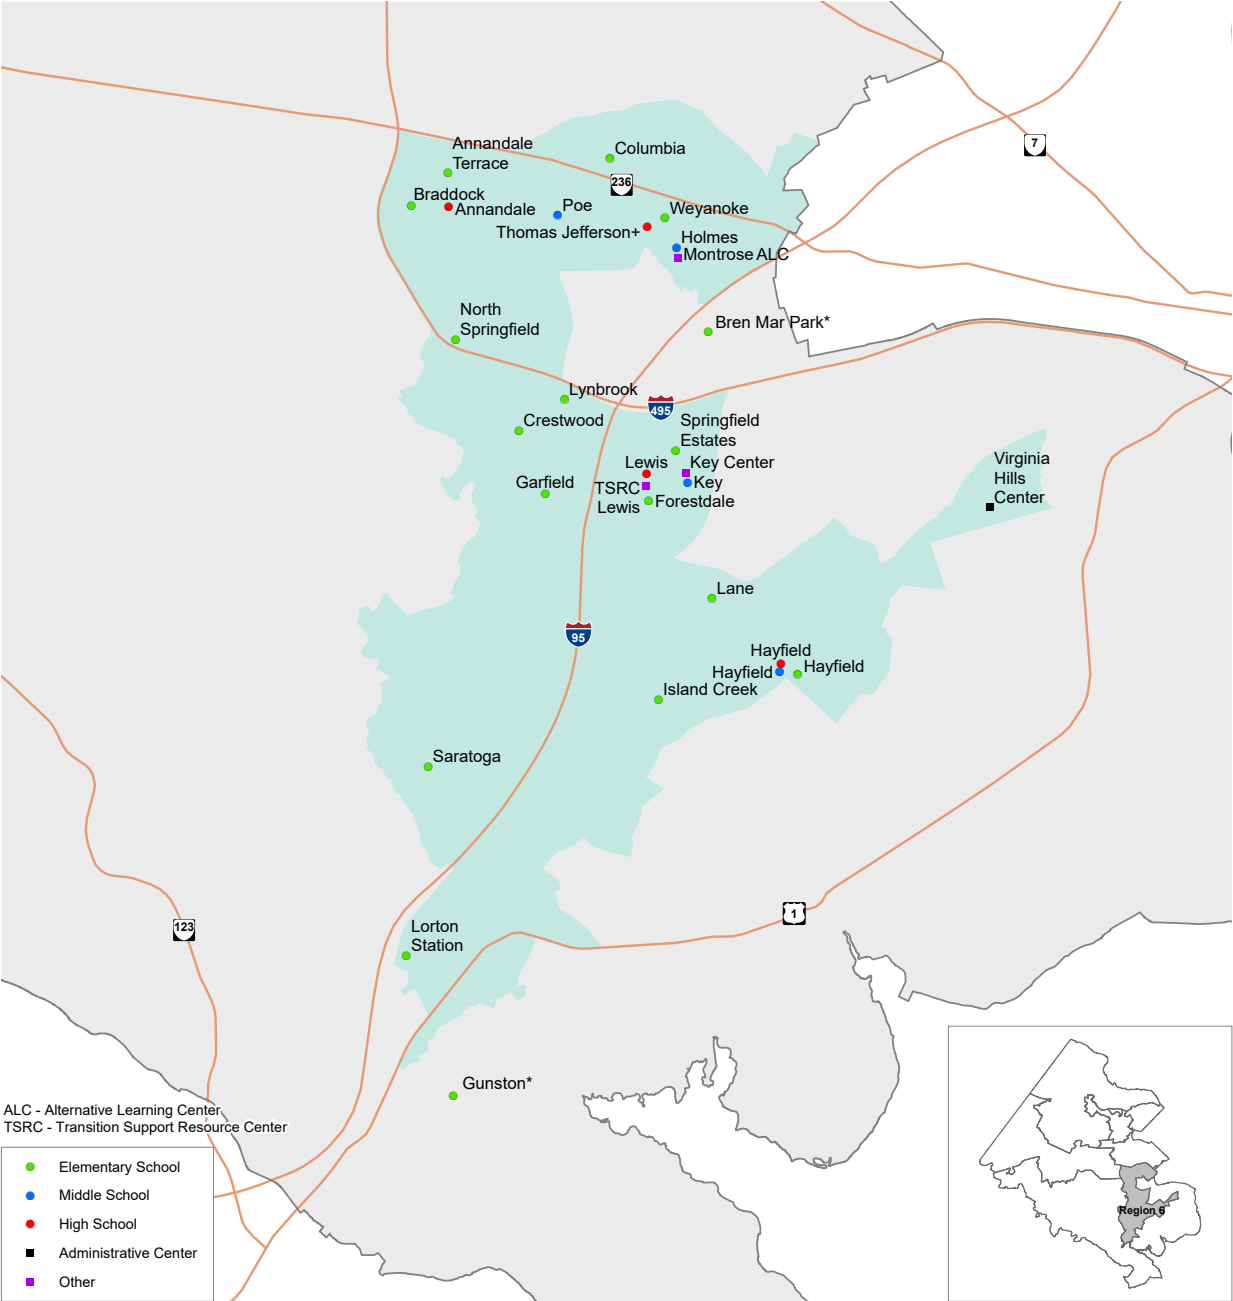 Annandale
Terrace
Columbia
7
236
Braddock
Annandale
Poe
Weyanoke
Thomas Jefferson+
Holmes
Montrose ALC
North
Springfield
Bren Mar Park*
Lynbrook
495
Crestwood
Springfield
Estates
Lewis
Key Center
Garfield
TSRC
Lewis
Key
Forestdale
Virginia
Hills
Center
Lane
95
Hayfield
Hayfield
Hayfield
Island Creek
Saratoga
1
123
Lorton
Station
Gunston*
ALC - Alternative Learning Center
TSRC - Transition Support Resource Center
Elementary School
Middle School
High School
Administrative Center
Other
Region 6